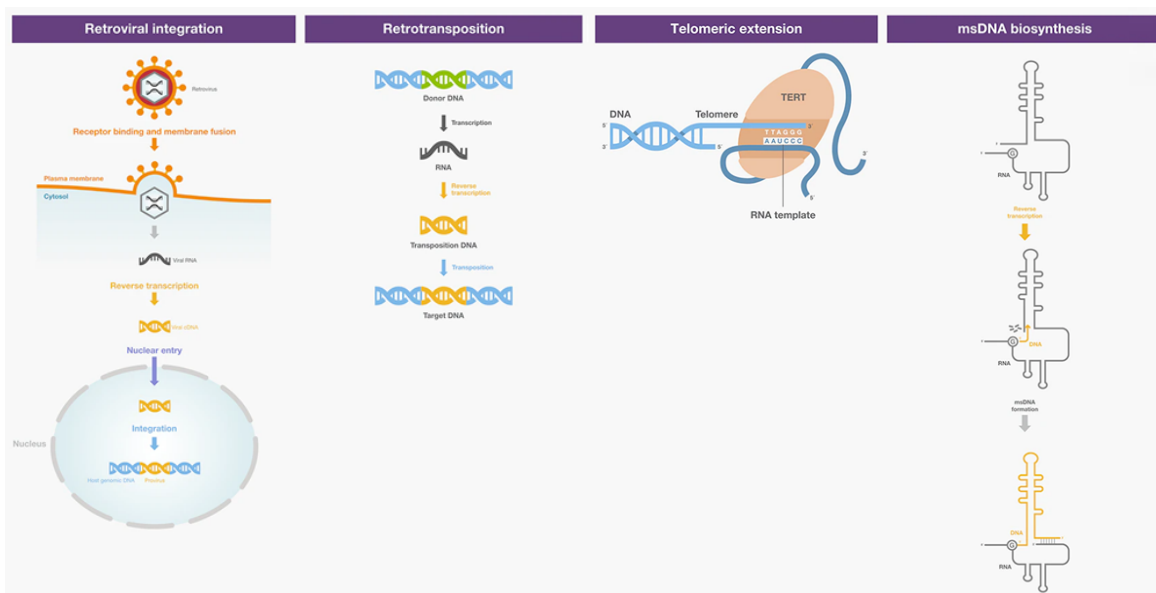 Retroviral integration
Retrovirus
Receptor binding and membrane fusion
Plasma membrane
Cytosol
Viral RNA
Reverse transcription
Viral cDNA
Nuclear entry
Nucleus
Integration
Host genomic DNA
Provirus
Retrotransposition
Donor DNA
Transcription
RNA
Reverse
transcription
Transposition DNA
Transposition
Target DNA
Telomeric extension
TERT
DNA
Telomere
5'
3'
T T A G G G
A A U C C C
3'
5'
3'
5'
RNA template
msDNA biosynthesis
G
RNA
Reverse
transcription
G
DNA
RNA
msDNA
formation
DNA
G
RNA